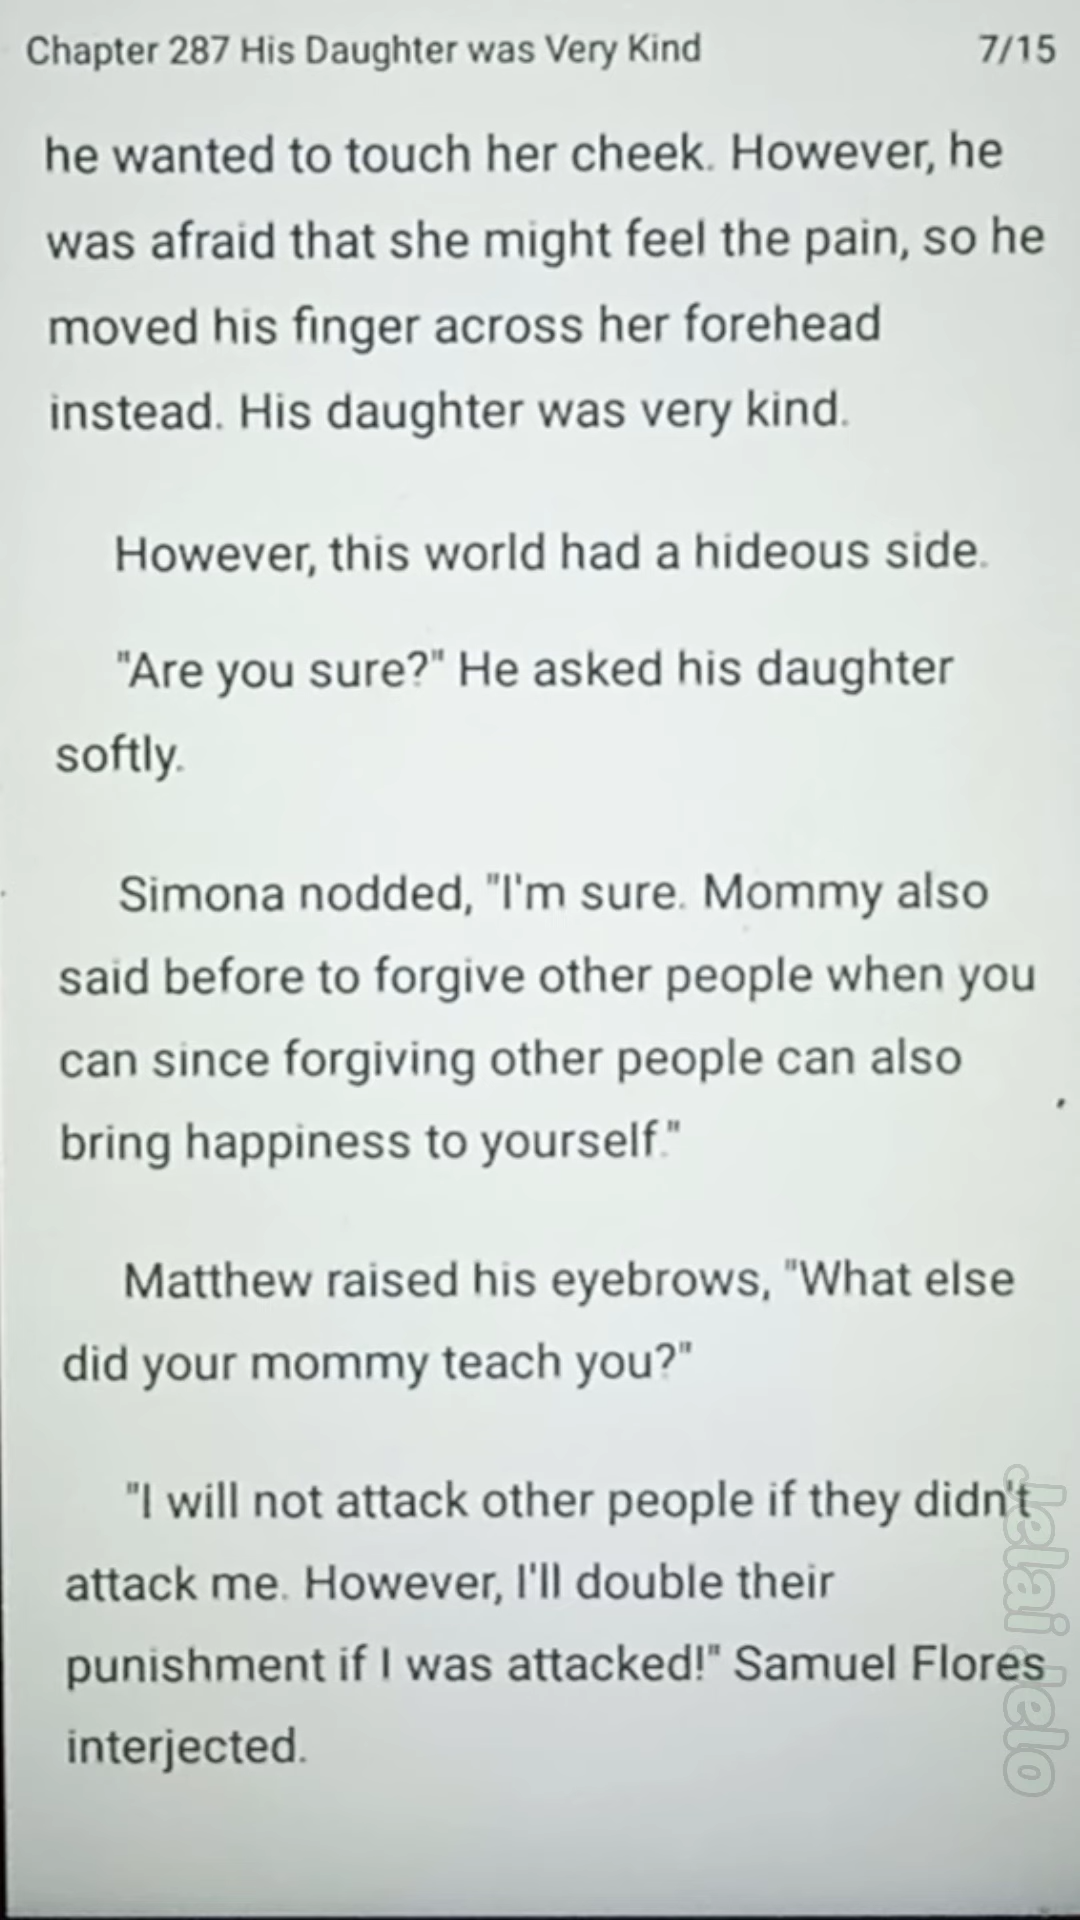 Chapter 287 His Daughter was Very Kind 7/15
he wanted to touch her cheek. However, he
was afraid that she might feel the pain, so he
moved his finger across her forehead
instead. His daughter was very kind.
However, this world had a hideous side.
"Are you sure?" He asked his daughter
softly.
Simona nodded, "I'm sure. Mommy also
said before to forgive other people when you
can since forgiving other people can also
bring happiness to yourself."
Matthew raised his eyebrows, "What else
did your mommy teach you?"
"I will not attack other people if they didn't
attack me. However, I'll double their
punishment if I was attacked!" Samuel Flores
interjected.
Jelai Jelo